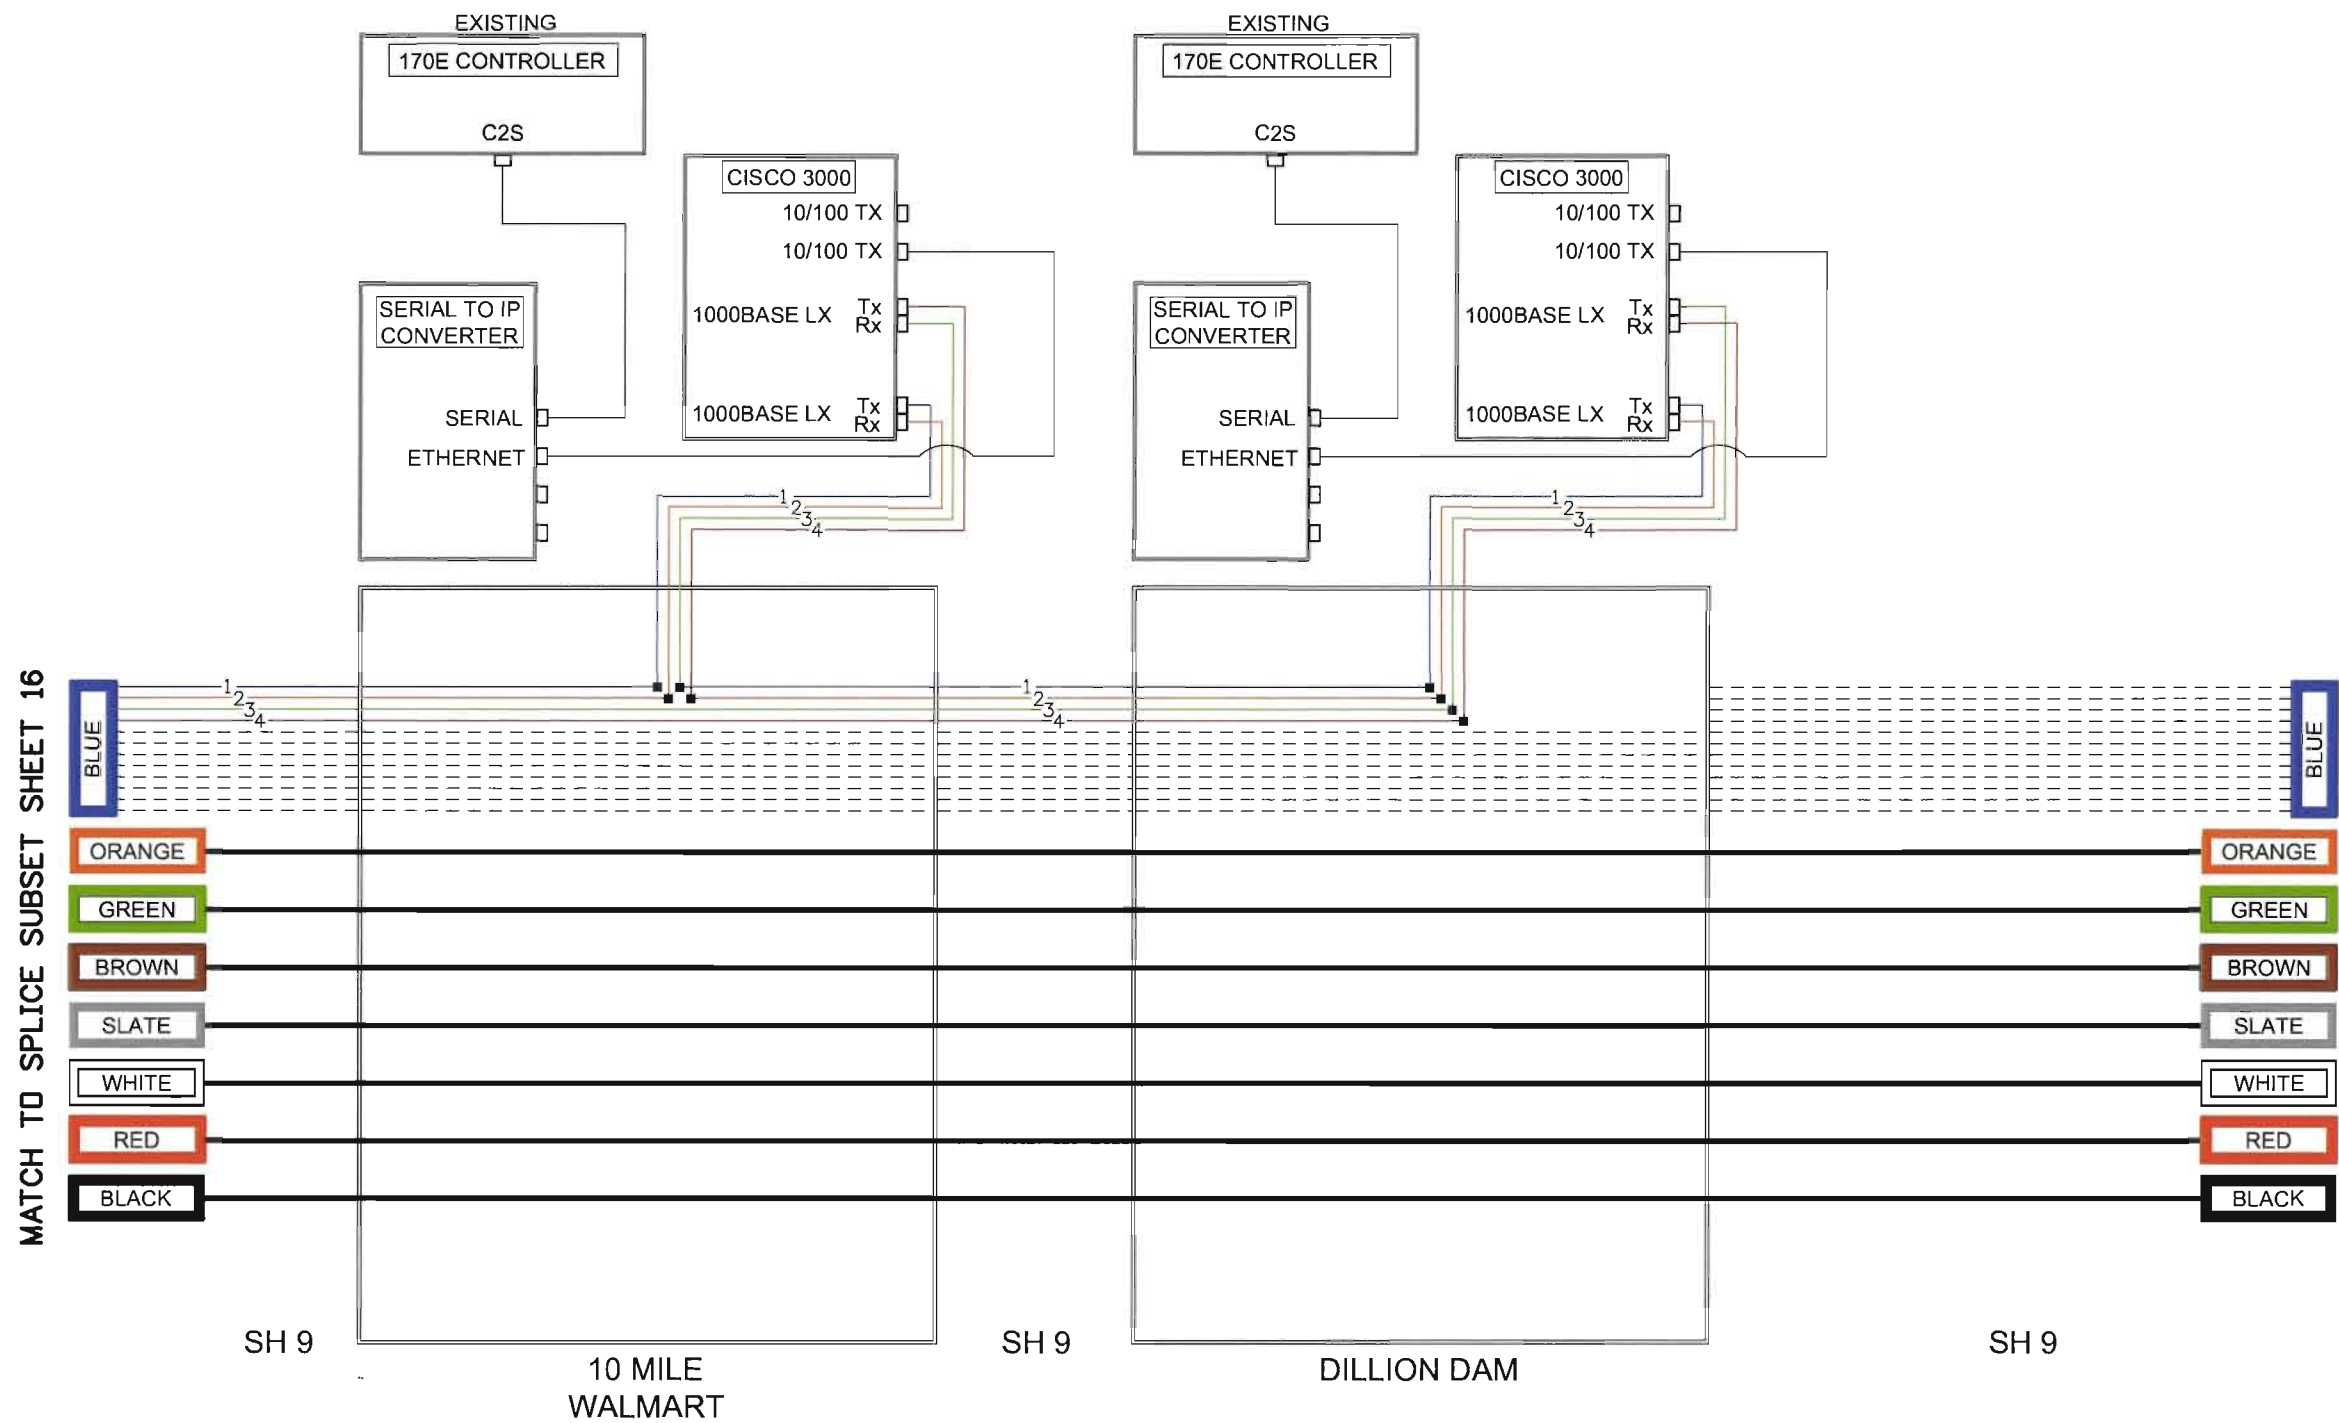 EXISTING
170E CONTROLLER
C2S
CISCO 3000
10/100 TX
10/100 TX
1000BASE LX Tx
Rx
1000BASE LX Tx
Rx
SERIAL TO IP
CONVERTER
SERIAL
ETHERNET
1
2
3
4
EXISTING
170E CONTROLLER
C2S
CISCO 3000
10/100 TX
10/100 TX
1000BASE LX Tx
Rx
1000BASE LX Tx
Rx
SERIAL TO IP
CONVERTER
SERIAL
ETHERNET
1
2
3
4
MATCH TO SPLICE SUBSET SHEET 16
BLUE
1
2
3
4
1
2
3
4
BLUE
ORANGE
ORANGE
GREEN
GREEN
BROWN
BROWN
SLATE
SLATE
WHITE
WHITE
RED
RED
BLACK
BLACK
SH 9
SH 9
SH 9
10 MILE
WALMART
DILLION DAM